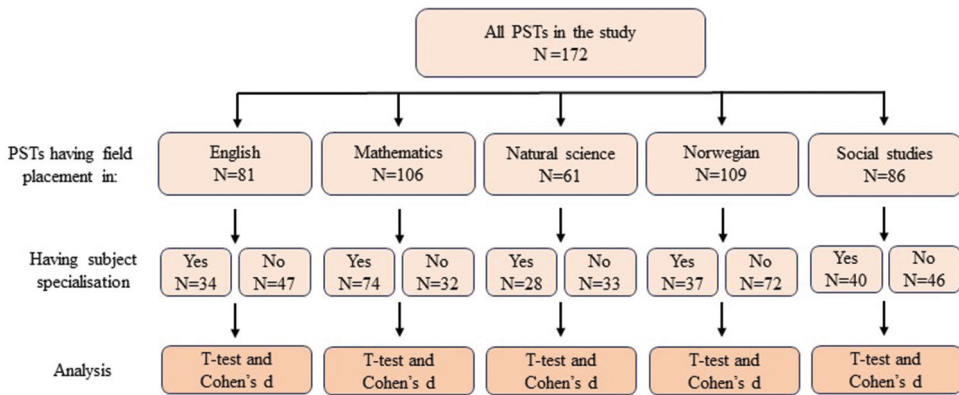 All PSTs in the study
N =172
PSTs having field
placement in:
English
N=81
Mathematics
N=106
Natural science
N=61
Norwegian
N=109
Social studies
N=86
Having subject
specialisation
Yes
N=34
No
N=47
Yes
N=74
No
N=32
Yes
N=28
No
N=33
Yes
N=37
No
N=72
Yes
N=40
No
N=46
Analysis
T-test and
Cohen's d
T-test and
Cohen's d
T-test and
Cohen's d
T-test and
Cohen's d
T-test and
Cohen's d